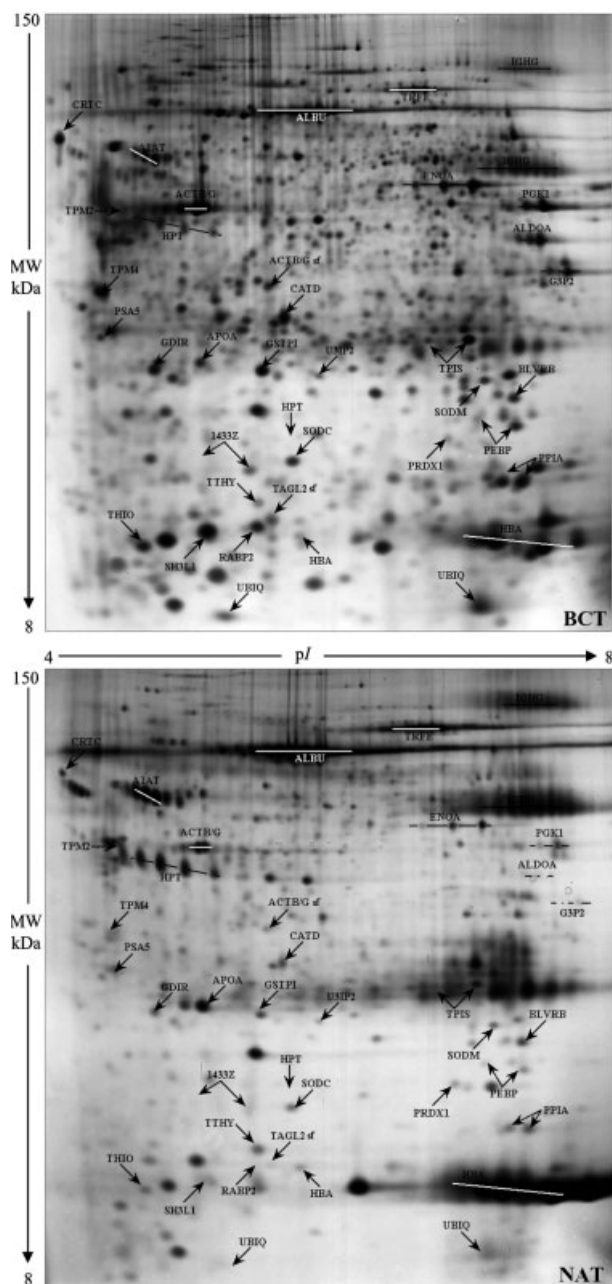 150
IGHG
TRFE
CRTC
ALBU
A1AT
IGHG
ENOA
ACTB/G
PGK1
TPM2
HPT
ALDOA
MW
kDa
G3P2
ACTB/G sf
TPM4
CATD
PSA5
GDIR
APOA
GSTP1
UMP2
TPIS
BLVRB
SODM
HPT
1433Z
SODC
PEBP
PRDX1
PPIA
TTHY
TAGL2 sf
THIO
HBA
SH3L1
RABP2
HBA
UBIQ
UBIQ
8
BCT
4
pI
8
150
IGHG
TRFE
CRTC
ALBU
A1AT
ENOA
ACTB/G
PGK1
TPM2
HPT
ALDOA
MW
kDa
G3P2
TPM4
ACTB/G sf
CATD
PSA5
GDIR
APOA
GSTP1
UMP2
TPIS
BLVRB
SODM
HPT
1433Z
SODC
PEBP
PRDX1
PPIA
TTHY
TAGL2 sf
THIO
HBA
SH3L1
RABP2
HBA
UBIQ
UBIQ
8
NAT